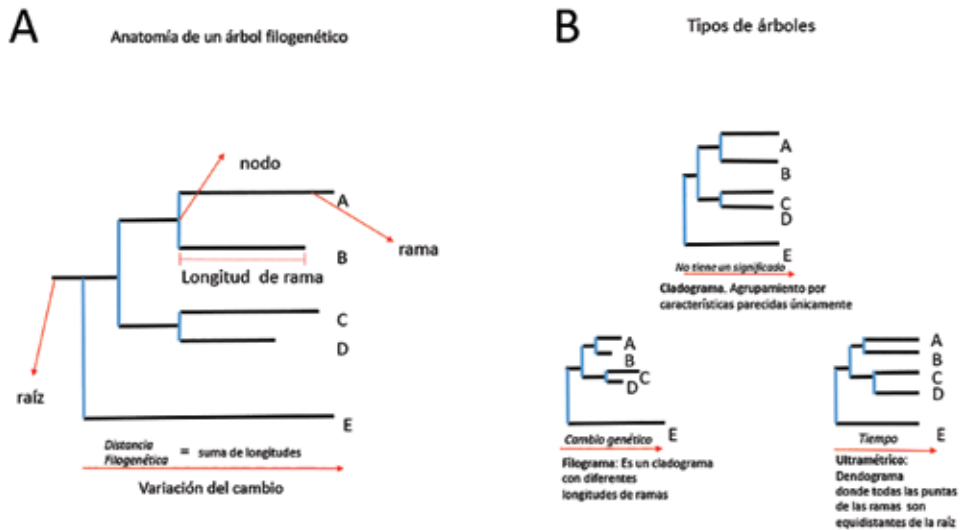 A
Anatomía de un árbol filogenético
nodo
A
rama
B
Longitud de rama
C
D
raíz
E
Distancia
Filogenética = suma de longitudes
Variación del cambio
B
Tipos de árboles
A
B
C
D
E
No tiene un significado
Cladograma. Agrupamiento por
características parecidas únicamente
A
B
C
D
E
Cambio genético
Filograma: Es un cladograma
con diferentes
longitudes de ramas
A
B
C
D
E
Tiempo
Ultramétrico:
Dendograma
donde todas las puntas
de las ramas son
equidistantes de la raíz